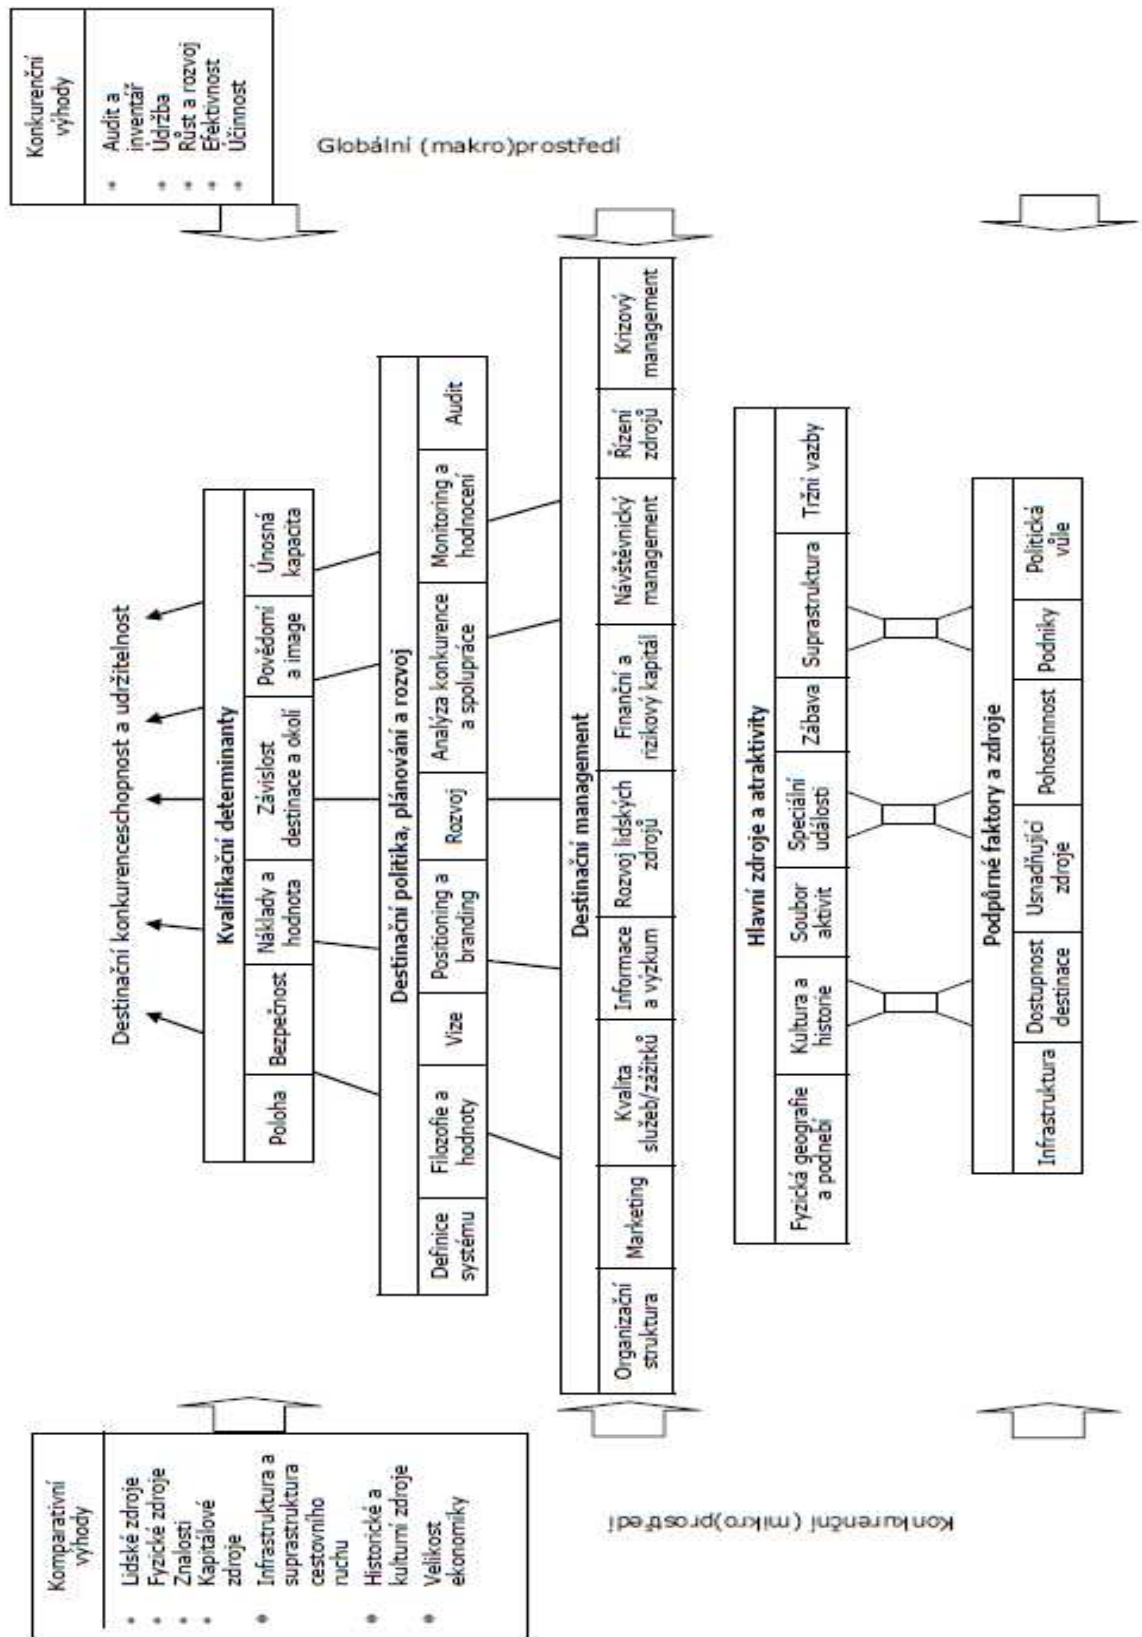 Destinační konkurenceschopnost a udržitelnost
Komparativní
výhody
Lidské zdroje
Fyzické zdroje
Znalosti
Kapitálové
zdroje
Infrastruktura a
suprastruktura
cestovního
ruchu
Historické a
kulturní zdroje
Velikost
ekonomiky
Konkurenční
výhody
Audit a
inventář
Údržba
Růst a rozvoj
Efektivnost
Účinnost
Kvalifikační determinanty
Poloha
Bezpečnost
Náklady a
hodnota
Závislost
destinace a okolí
Povědomí
a image
Únosná
kapacita
Destinační politika, plánování a rozvoj
Definice
systému
Filozofie a
hodnoty
Vize
Positioning a
branding
Rozvoj
Analýza konkurence
a spolupráce
Monitoring a
hodnocení
Audit
Destinační management
Organizační
struktura
Marketing
Kvalita
služeb/zážitků
Informace
a výzkum
Rozvoj lidských
zdrojů
Finanční a
rizikový kapitál
Návštěvnický
management
Řízení
zdrojů
Krizový
management
Hlavní zdroje a atraktivity
Fyzická geografie
a podnebí
Kultura a
historie
Soubor
aktivit
Speciální
události
Zábava
Suprastruktura
Tržní vazby
Podpůrné faktory a zdroje
Infrastruktura
Dostupnost
destinace
Usnadňující
zdroje
Pohostinnost
Podniky
Politická
vůle
Konkurenční (mikro)prostředí
Globální (makro)prostředí